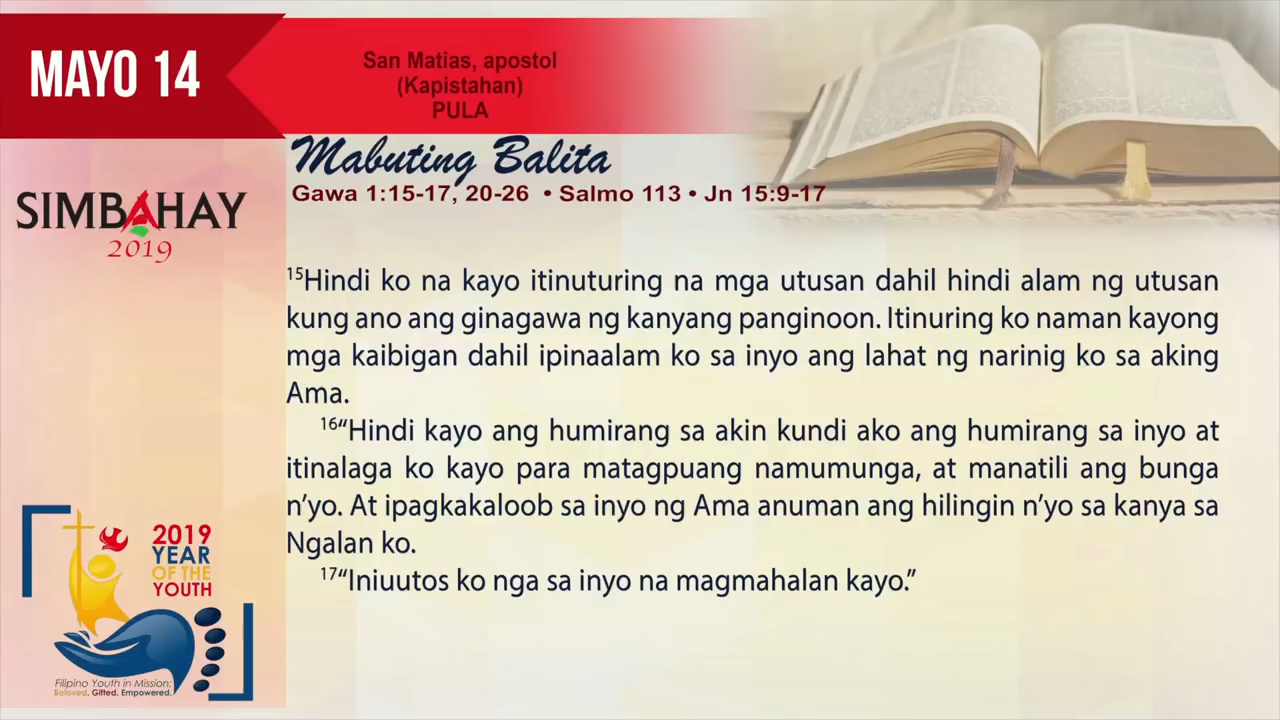 MAYO 14
San Matias, apostol
(Kapistahan)
PULA
Mabuting Balita
Gawa 1:15-17, 20-26 • Salmo 113 • Jn 15:9-17
SIMBAHAY
2019
¹⁵Hindi ko na kayo itinuturing na mga utusan dahil hindi alam ng utusan
kung ano ang ginagawa ng kanyang panginoon. Itinuring ko naman kayong
mga kaibigan dahil ipinaalam ko sa inyo ang lahat ng narinig ko sa aking
Ama.
¹⁶“Hindi kayo ang humirang sa akin kundi ako ang humirang sa inyo at
itinalaga ko kayo para matagpuang namumunga, at manatili ang bunga
n’yo. At ipagkakaloob sa inyo ng Ama anuman ang hilingin n’yo sa kanya sa
Ngalan ko.
¹⁷“Iniuutos ko nga sa inyo na magmahalan kayo.”
2019
YEAR
OF THE
YOUTH
Filipino Youth in Mission:
Beloved. Gifted. Empowered.